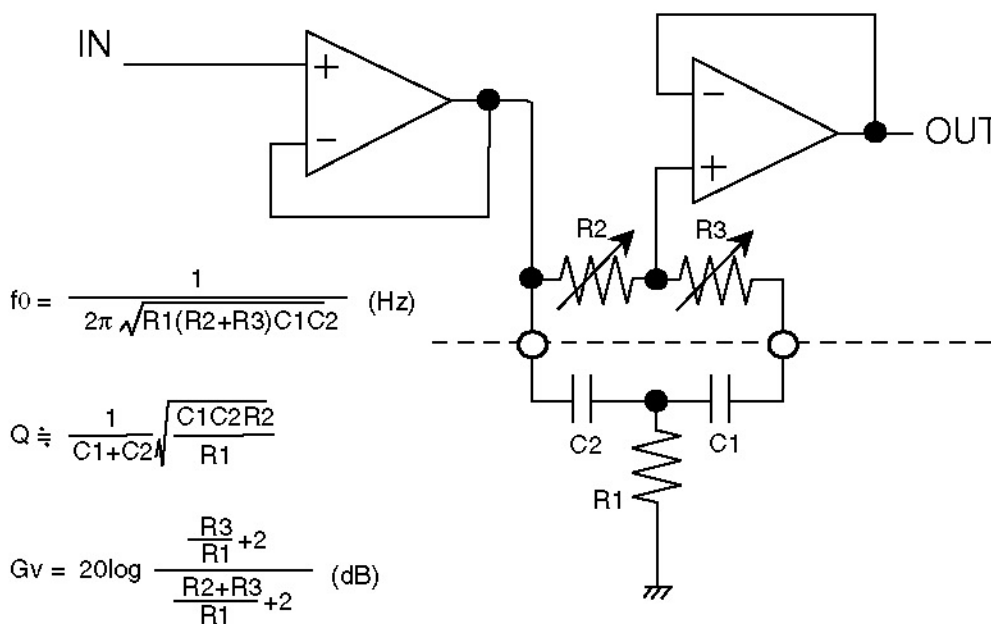 IN
+
−
−
+
OUT
R2
R3
f0 = 1 / 2π √R1(R2+R3)C1C2 (Hz)
C2
C1
R1
Q ≒ 1 / C1+C2 √C1C2R2 / R1
Gv = 20log R3 / R1 +2 / R2+R3 / R1 +2 (dB)